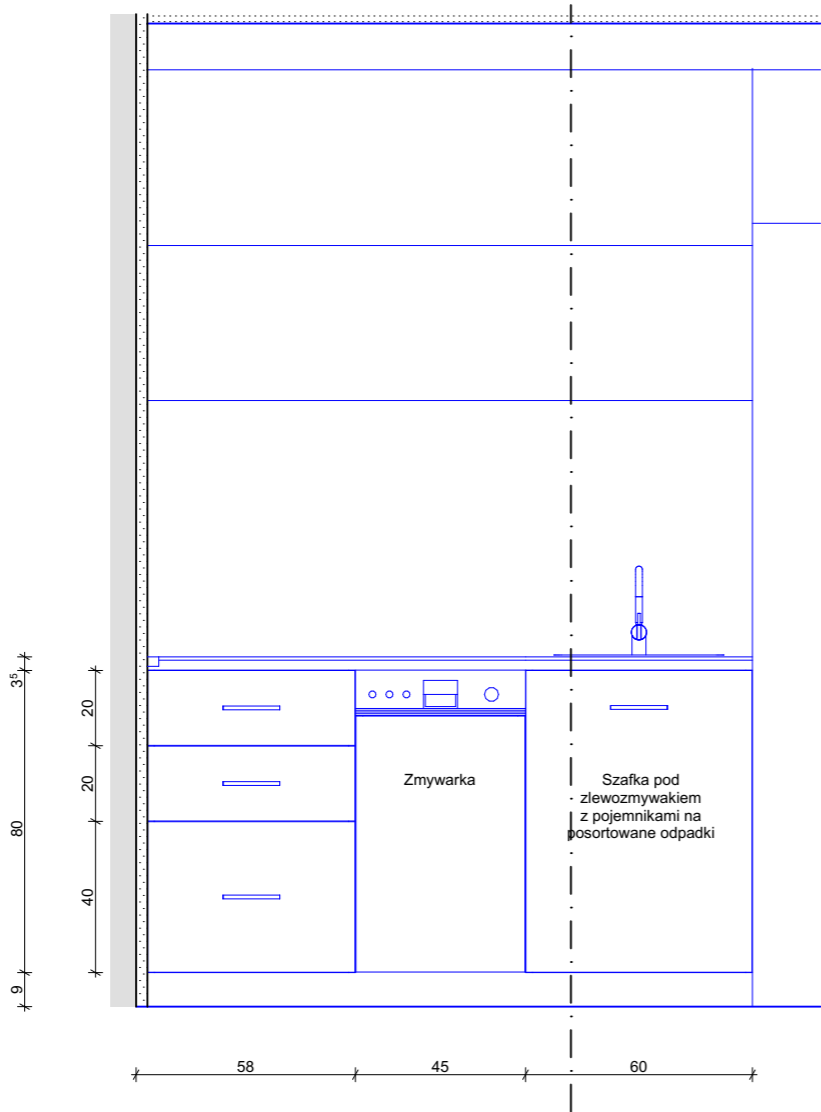 3⁵
20
Zmywarka
Szafka pod
zlewozmywakiem
z pojemnikami na
posortowane odpadki
20
80
40
9
58
45
60